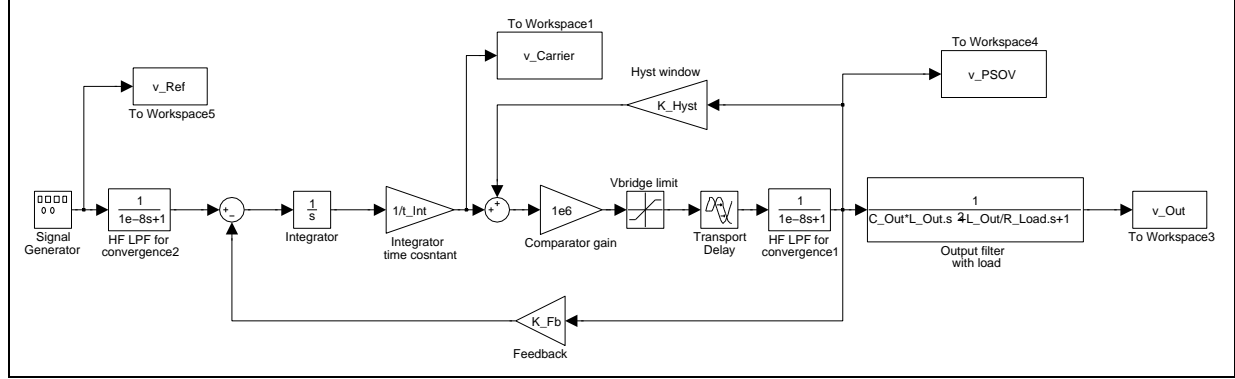 To Workspace1
v_Carrier
To Workspace4
v_PSOV
Hyst window
K_Hyst
v_Ref
To Workspace5
Signal
Generator
1
1e-8s+1
HF LPF for
convergence2
+
-
1
s
Integrator
1/t_Int
Integrator
time cosntant
+
+
1e6
Comparator gain
Vbridge limit
Transport
Delay
1
1e-8s+1
HF LPF for
convergence1
1
C_Out*L_Out.s 2+L_Out/R_Load.s+1
Output filter
with load
v_Out
To Workspace3
K_Fb
Feedback